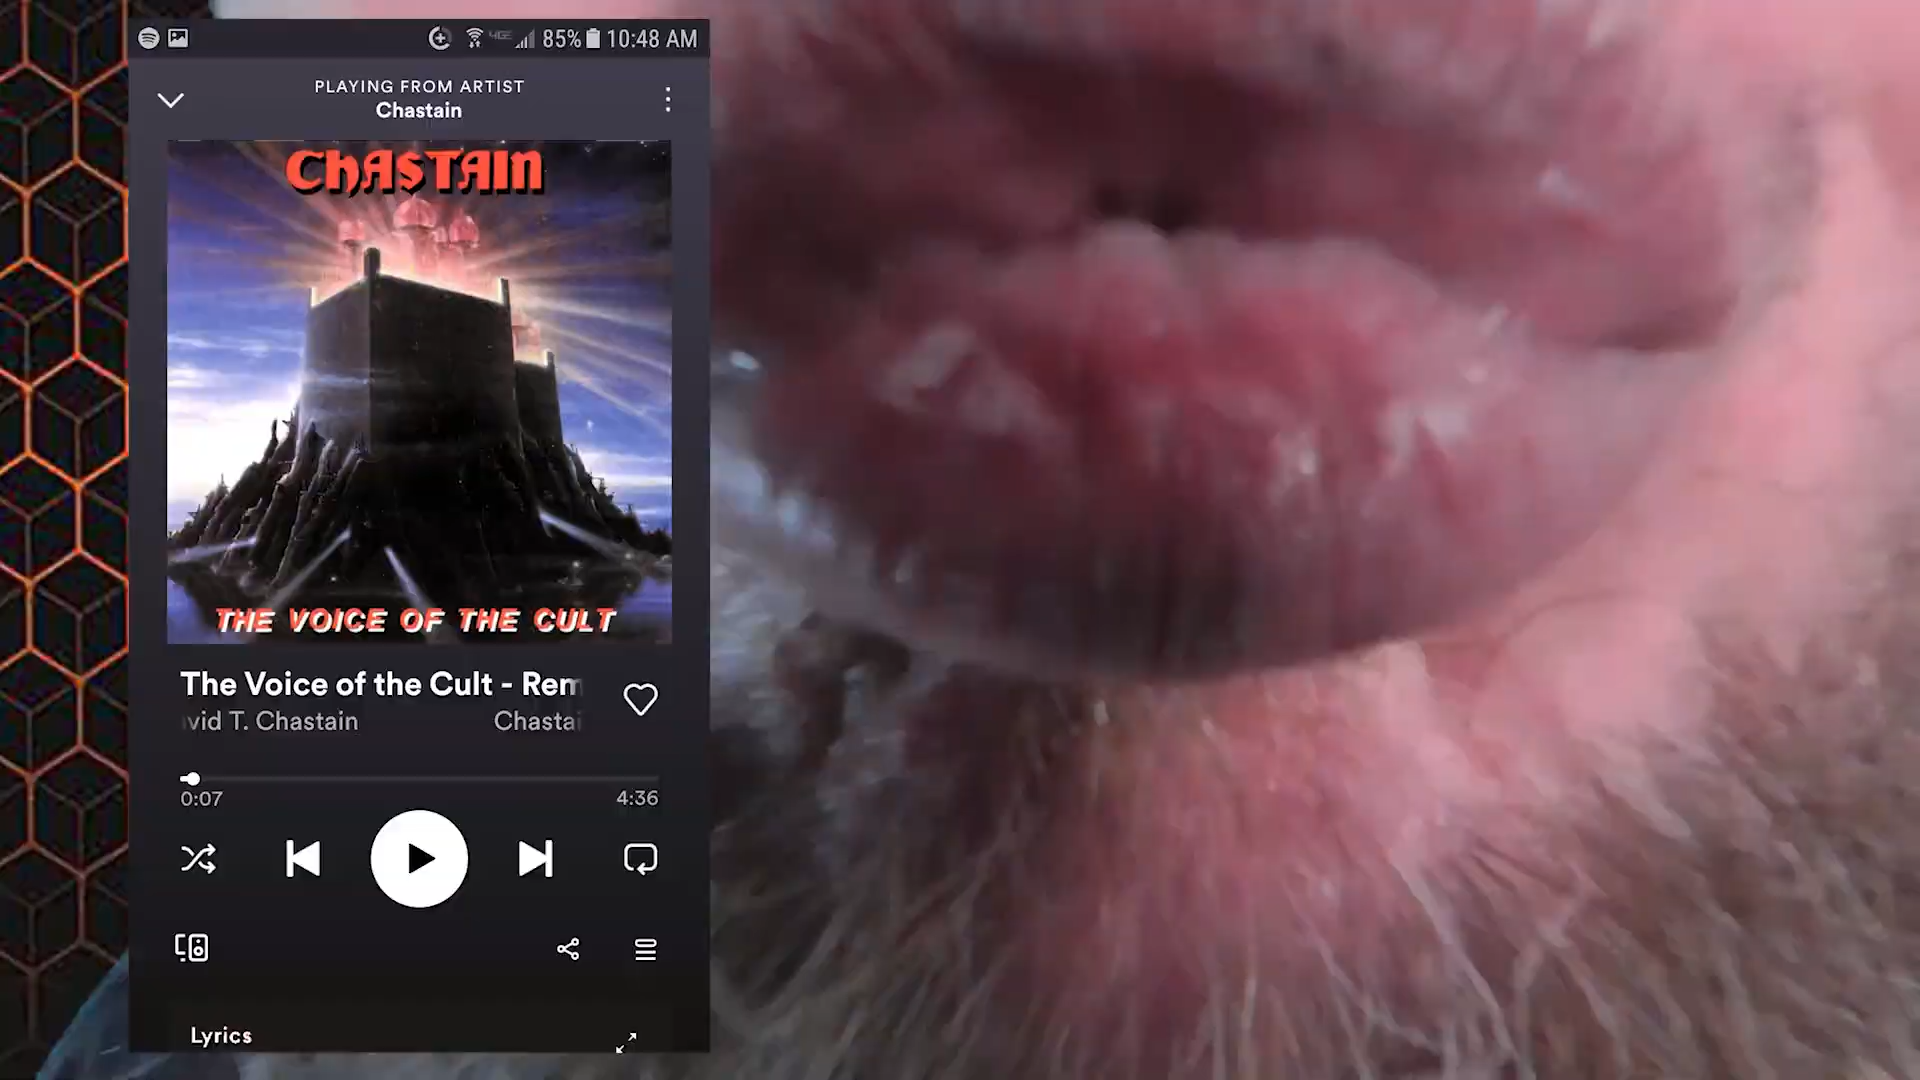 85% 10:48 AM
PLAYING FROM ARTIST
Chastain
CHASTAIN
THE VOICE OF THE CULT
The Voice of the Cult - Rem
vid T. Chastain Chastai
0:07 4:36
Lyrics